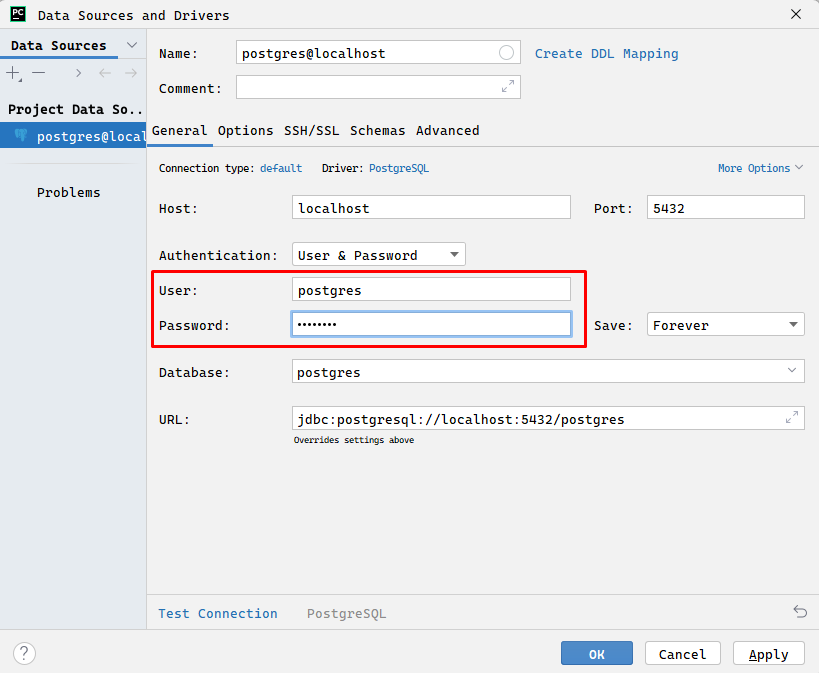 PC Data Sources and Drivers
Data Sources
Project Data So..
postgres@local
Problems
Name: postgres@localhost Create DDL Mapping
Comment:
General Options SSH/SSL Schemas Advanced
Connection type: default Driver: PostgreSQL More Options
Host: localhost Port: 5432
Authentication: User & Password
User: postgres
Password: •••••••• Save: Forever
Database: postgres
URL: jdbc:postgresql://localhost:5432/postgres
Overrides settings above
Test Connection PostgreSQL
? OK Cancel Apply